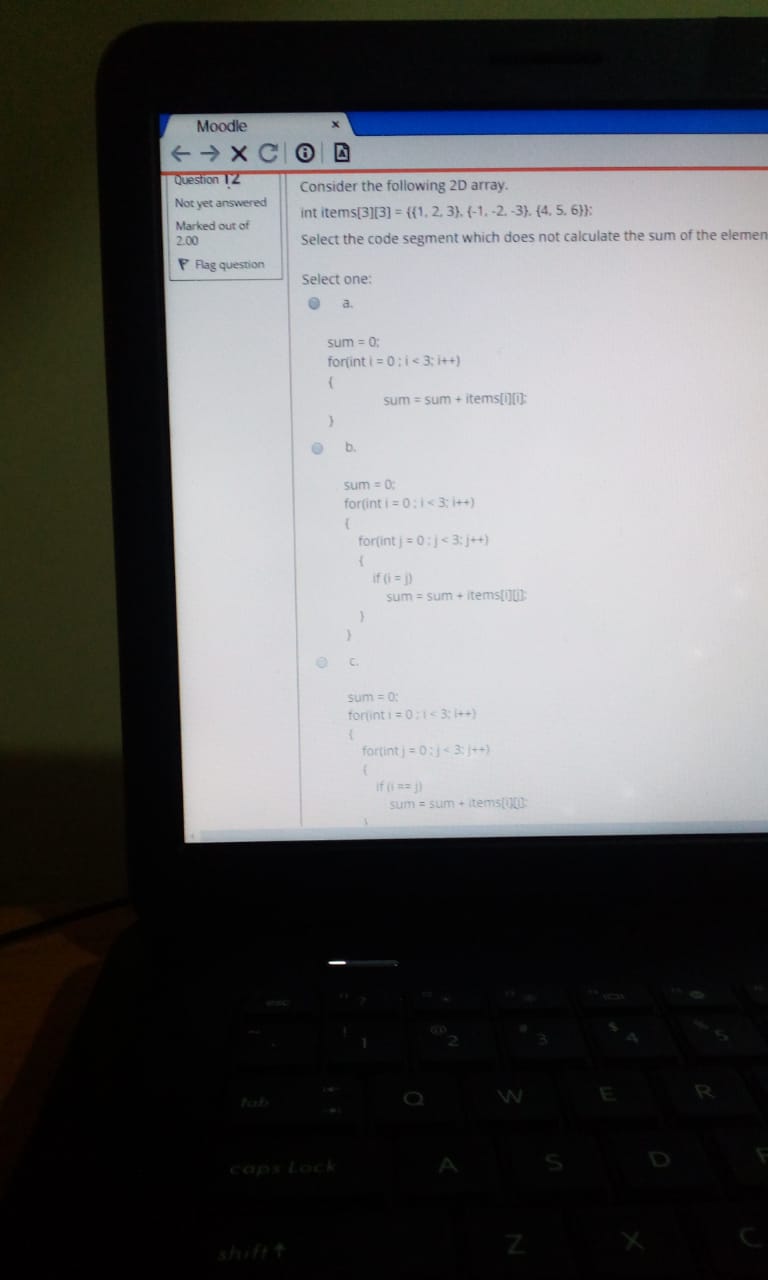 Moodle x
Question 12
Not yet answered
Marked out of
2.00
Flag question
Consider the following 2D array.
int items[3][3] = {{1, 2, 3}, {-1, -2, -3}, {4, 5, 6}};
Select the code segment which does not calculate the sum of the elemen
Select one:
a.
sum = 0;
for(int i = 0 ; i < 3; i++)
{
sum = sum + items[i][i];
}
b.
sum = 0;
for(int i = 0 ; i < 3; i++)
{
for(int j = 0 ; j < 3; j++)
{
if (i = j)
sum = sum + items[i][j];
}
}
c.
sum = 0;
for(int i = 0 ; i < 3; i++)
{
for(int j = 0 ; j < 3; j++)
{
if (i == j)
sum = sum + items[i][j];
}
esc
! 1 @ 2 # 3 $ 4 % 5
tab Q W E R
caps lock A S D F
shift Z X C